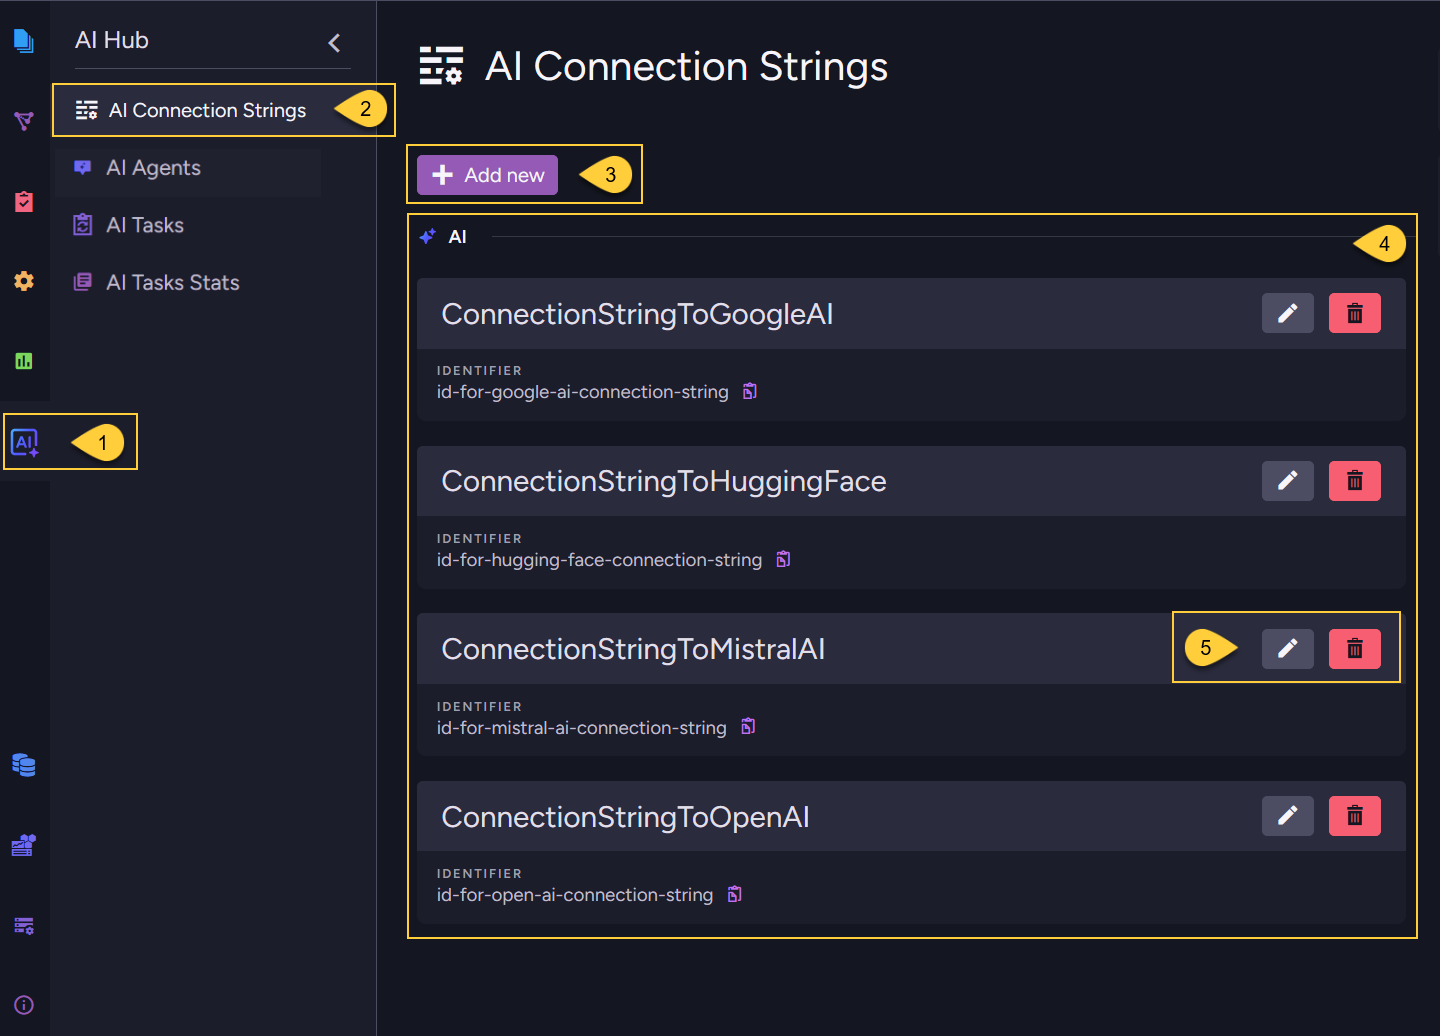 AI Hub
AI Connection Strings
2
AI Agents
AI Tasks
AI Tasks Stats
AI
1
AI Connection Strings
Add new
3
AI
4
ConnectionStringToGoogleAI
IDENTIFIER
id-for-google-ai-connection-string
ConnectionStringToHuggingFace
IDENTIFIER
id-for-hugging-face-connection-string
ConnectionStringToMistralAI
5
IDENTIFIER
id-for-mistral-ai-connection-string
ConnectionStringToOpenAI
IDENTIFIER
id-for-open-ai-connection-string